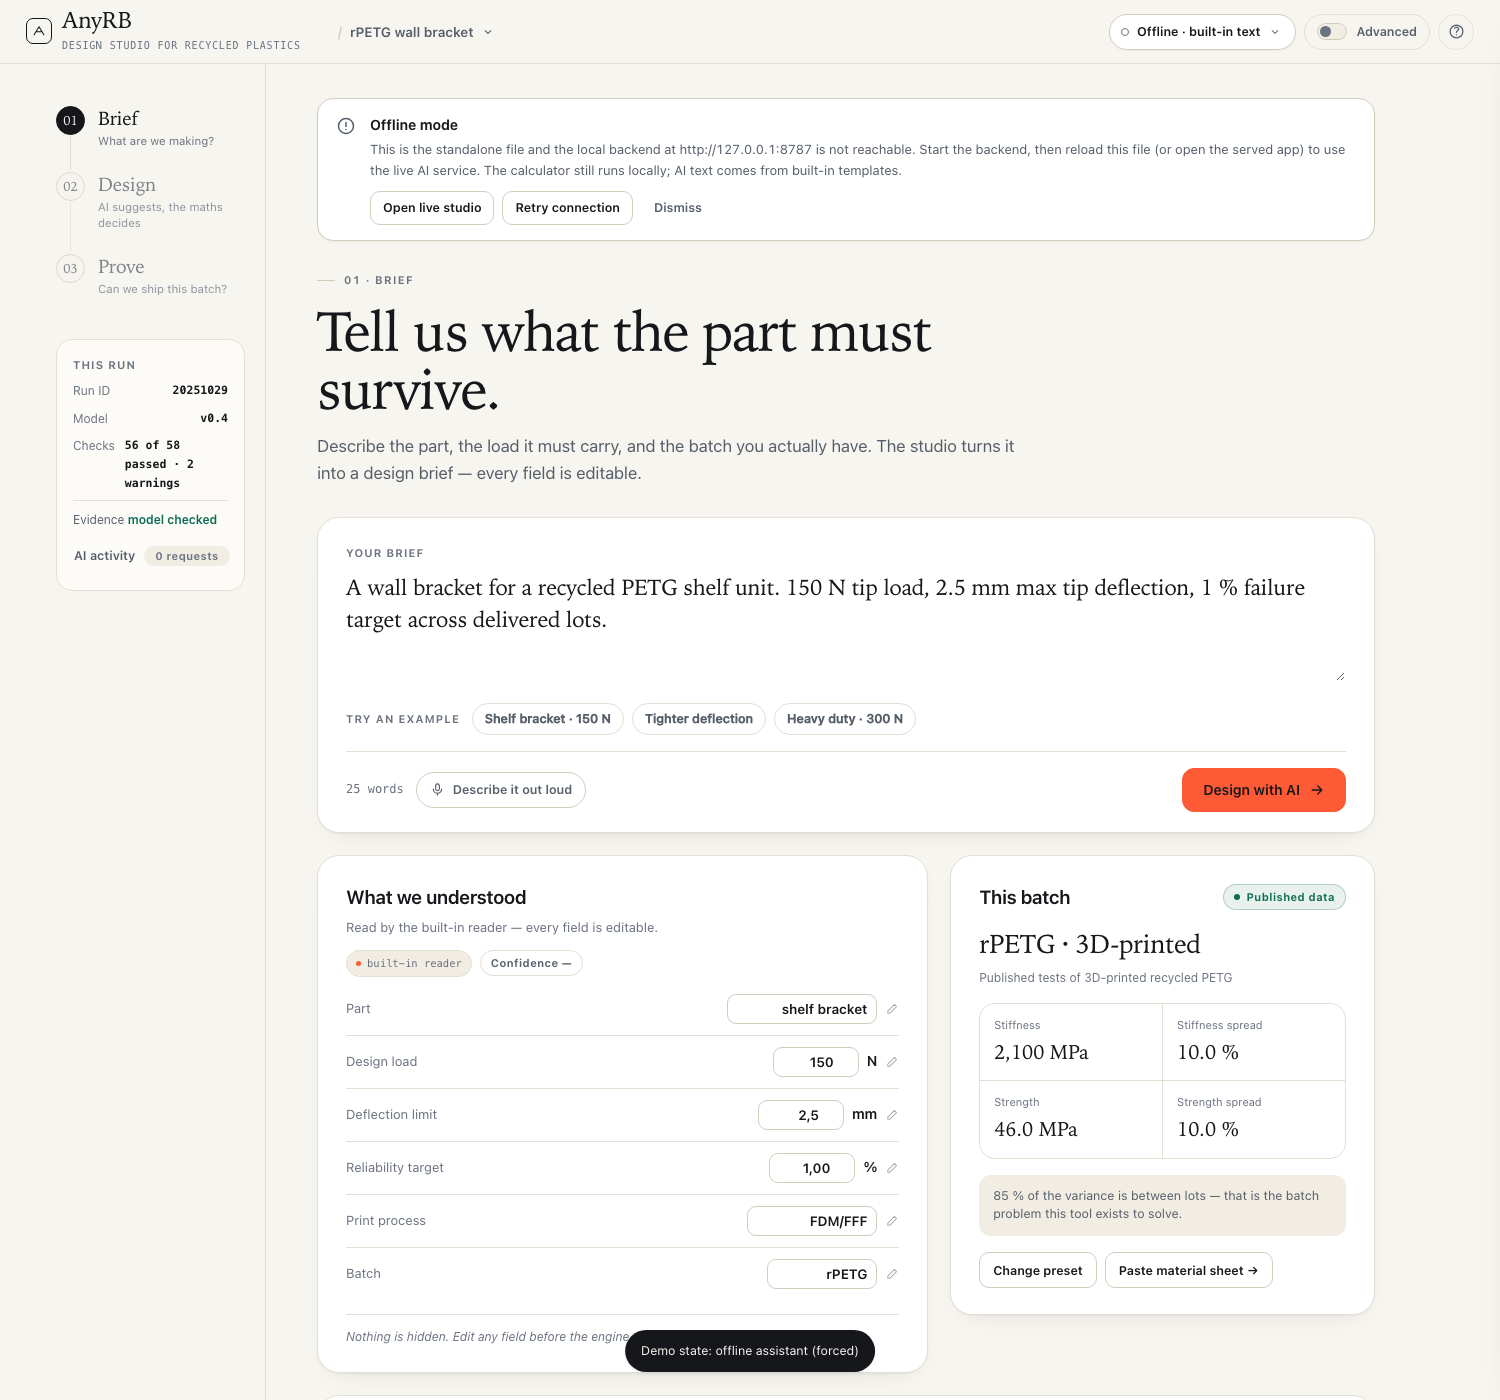 AnyRB
DESIGN STUDIO FOR RECYCLED PLASTICS
/ rPETG wall bracket
Offline · built-in text
Advanced
01
Brief
What are we making?
02
Design
AI suggests, the maths
decides
03
Prove
Can we ship this batch?
THIS RUN
Run ID 20251029
Model v0.4
Checks 56 of 58
passed · 2
warnings
Evidence model checked
AI activity 0 requests
Offline mode
This is the standalone file and the local backend at http://127.0.0.1:8787 is not reachable. Start the backend, then reload this file (or open the served app) to use
the live AI service. The calculator still runs locally; AI text comes from built-in templates.
Open live studio
Retry connection
Dismiss
01 · BRIEF
Tell us what the part must
survive.
Describe the part, the load it must carry, and the batch you actually have. The studio turns it
into a design brief — every field is editable.
YOUR BRIEF
A wall bracket for a recycled PETG shelf unit. 150 N tip load, 2.5 mm max tip deflection, 1 % failure
target across delivered lots.
TRY AN EXAMPLE
Shelf bracket · 150 N
Tighter deflection
Heavy duty · 300 N
25 words
Describe it out loud
Design with AI →
What we understood
Read by the built-in reader — every field is editable.
built-in reader
Confidence —
Part shelf bracket
Design load 150 N
Deflection limit 2,5 mm
Reliability target 1,00 %
Print process FDM/FFF
Batch rPETG
Nothing is hidden. Edit any field before the engine
This batch
Published data
rPETG · 3D-printed
Published tests of 3D-printed recycled PETG
Stiffness
2,100 MPa
Stiffness spread
10.0 %
Strength
46.0 MPa
Strength spread
10.0 %
85 % of the variance is between lots — that is the batch
problem this tool exists to solve.
Change preset
Paste material sheet →
Demo state: offline assistant (forced)